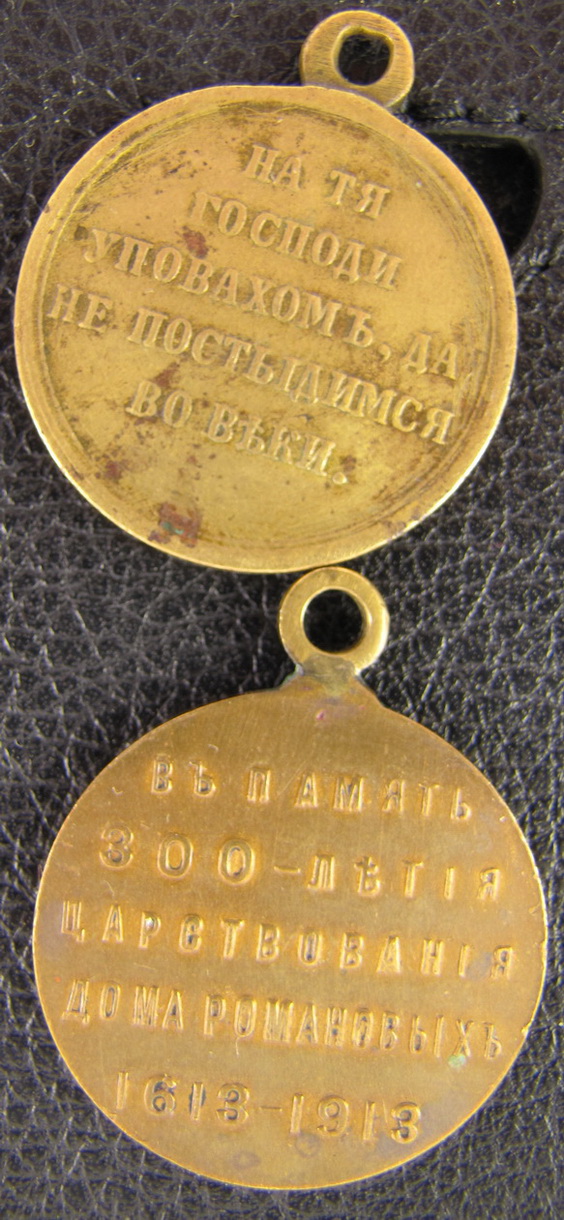 НА ТЯ
ГОСПОДИ
УПОВАХОМЪ, ДА
НЕ ПОСТЫДИМСЯ
ВО ВѢКИ.
ВЪ ПАМЯТЬ
300-ЛѢТІЯ
ЦАРСТВОВАНІЯ
ДОМА РОМАНОВЫХЪ
1613-1913